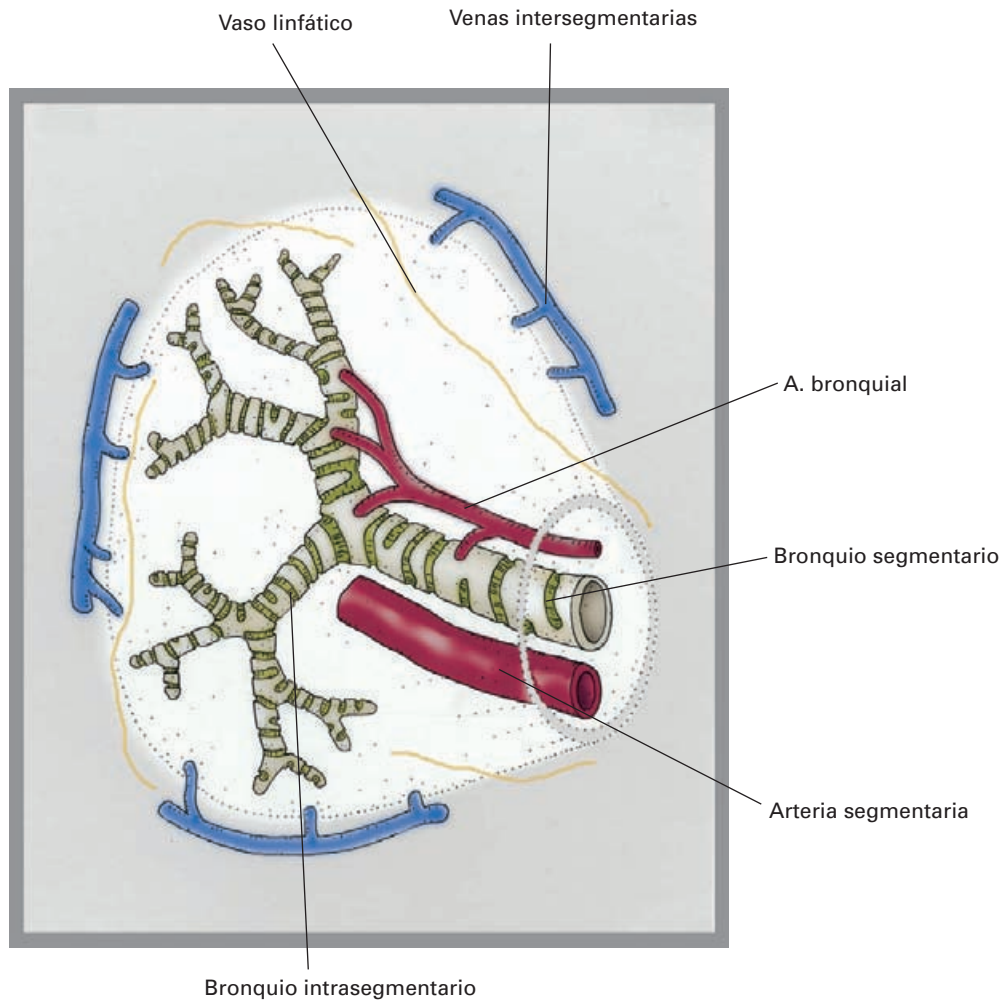 Vaso linfático
Venas intersegmentarias
A. bronquial
Bronquio segmentario
Arteria segmentaria
Bronquio intrasegmentario